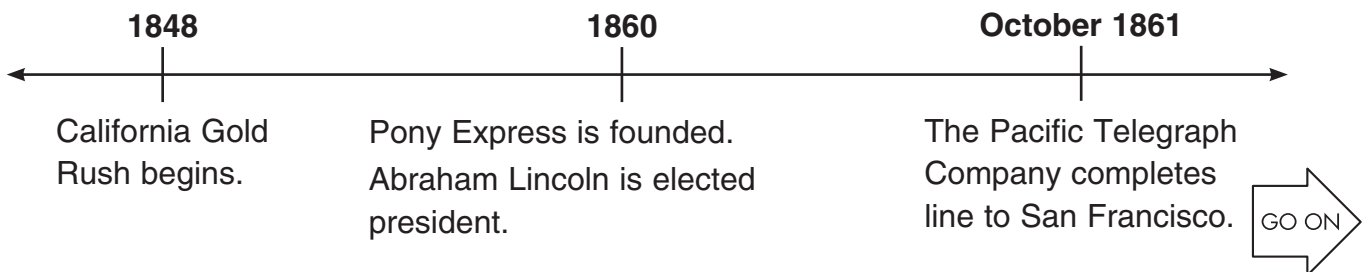 1848
1860
October 1861
California Gold
Rush begins.
Pony Express is founded.
Abraham Lincoln is elected
president.
The Pacific Telegraph
Company completes
line to San Francisco.
GO ON